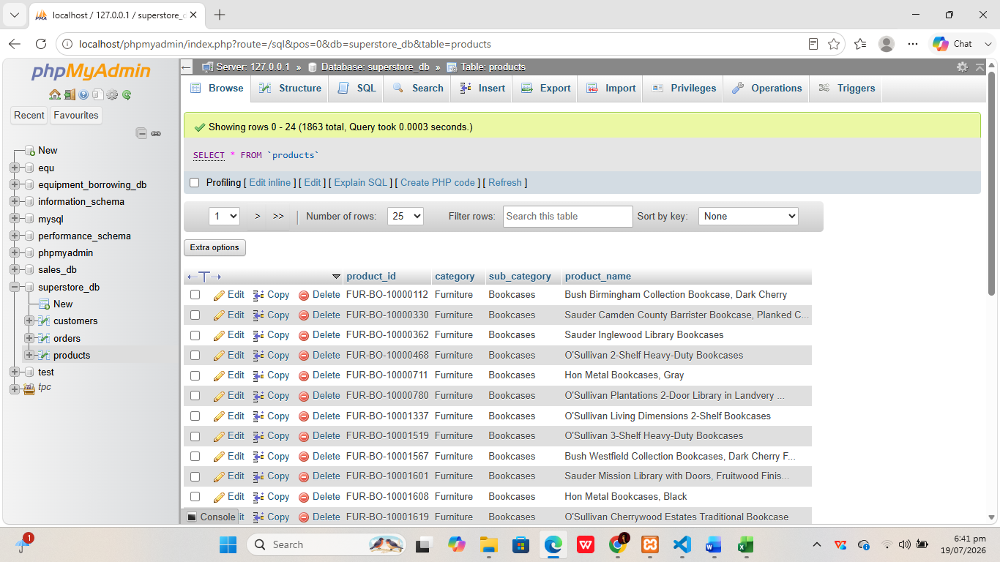 localhost / 127.0.0.1 / superstore_d
localhost/phpmyadmin/index.php?route=/sql&pos=0&db=superstore_db&table=products
Chat
phpMyAdmin
Recent Favourites
New
equ
equipment_borrowing_db
information_schema
mysql
performance_schema
phpmyadmin
sales_db
superstore_db
New
customers
orders
products
test
tpc
Server: 127.0.0.1 » Database: superstore_db » Table: products
Browse Structure SQL Search Insert Export Import Privileges Operations Triggers
Showing rows 0 - 24 (1863 total, Query took 0.0003 seconds.)
SELECT * FROM `products`
Profiling [ Edit inline ] [ Edit ] [ Explain SQL ] [ Create PHP code ] [ Refresh ]
1 > >> | Number of rows: 25 Filter rows: Search this table Sort by key: None
Extra options
←T→ product_id category sub_category product_name
Edit Copy Delete FUR-BO-10000112 Furniture Bookcases Bush Birmingham Collection Bookcase, Dark Cherry
Edit Copy Delete FUR-BO-10000330 Furniture Bookcases Sauder Camden County Barrister Bookcase, Planked C...
Edit Copy Delete FUR-BO-10000362 Furniture Bookcases Sauder Inglewood Library Bookcases
Edit Copy Delete FUR-BO-10000468 Furniture Bookcases O'Sullivan 2-Shelf Heavy-Duty Bookcases
Edit Copy Delete FUR-BO-10000711 Furniture Bookcases Hon Metal Bookcases, Gray
Edit Copy Delete FUR-BO-10000780 Furniture Bookcases O'Sullivan Plantations 2-Door Library in Landvery ...
Edit Copy Delete FUR-BO-10001337 Furniture Bookcases O'Sullivan Living Dimensions 2-Shelf Bookcases
Edit Copy Delete FUR-BO-10001519 Furniture Bookcases O'Sullivan 3-Shelf Heavy-Duty Bookcases
Edit Copy Delete FUR-BO-10001567 Furniture Bookcases Bush Westfield Collection Bookcases, Dark Cherry F...
Edit Copy Delete FUR-BO-10001601 Furniture Bookcases Sauder Mission Library with Doors, Fruitwood Finis...
Edit Copy Delete FUR-BO-10001608 Furniture Bookcases Hon Metal Bookcases, Black
Console it Copy Delete FUR-BO-10001619 Furniture Bookcases O'Sullivan Cherrywood Estates Traditional Bookcase
1
Search
6:41 pm
19/07/2026